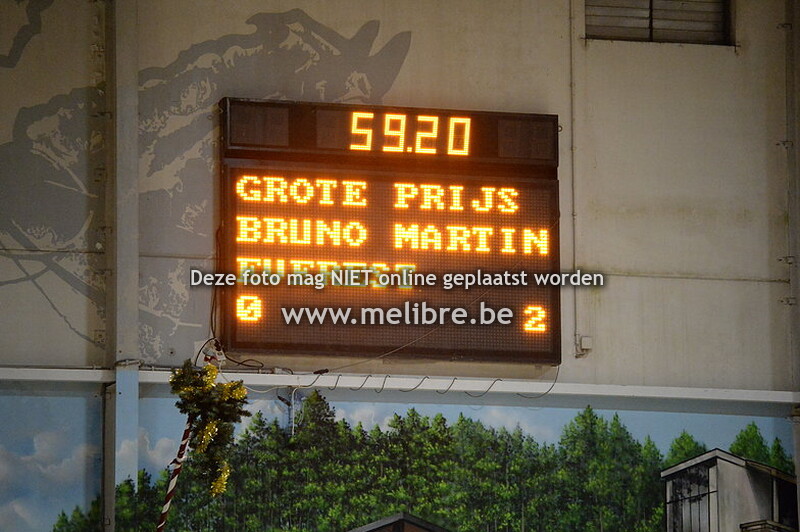 59.20
GROTE PRIJS
BRUNO MARTIN
Deze foto mag NIET online geplaatst worden
0 2
www.melibre.be